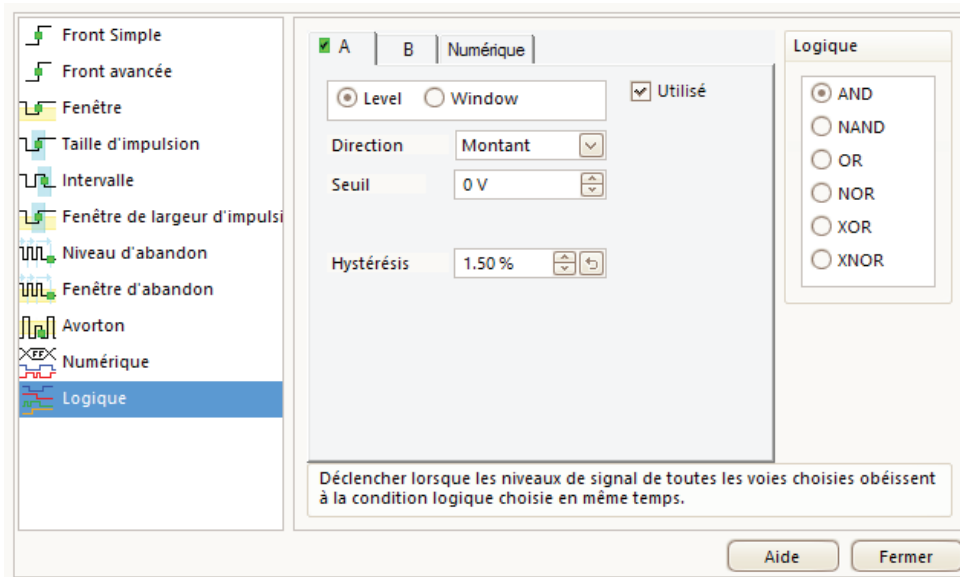 Front Simple
Front avancée
Fenêtre
Taille d'impulsion
Intervalle
Fenêtre de largeur d'impulsi
Niveau d'abandon
Fenêtre d'abandon
Avorton
Numérique
Logique
A B Numérique
Level Window Utilisé
Direction Montant
Seuil 0 V
Hystérésis 1.50 %
Logique
AND
NAND
OR
NOR
XOR
XNOR
Déclencher lorsque les niveaux de signal de toutes les voies choisies obéissent
à la condition logique choisie en même temps.
Aide Fermer